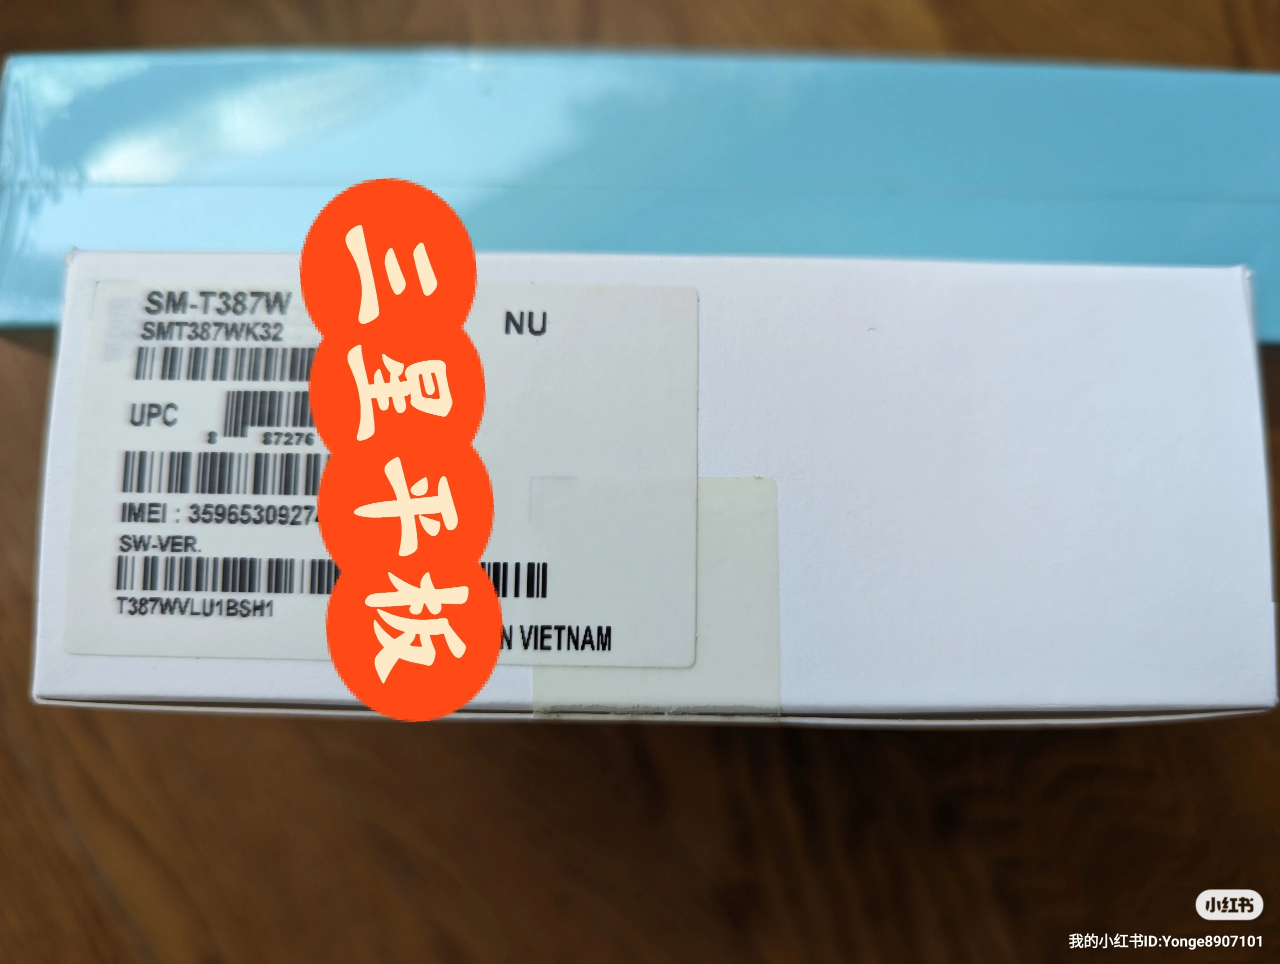 SM-T387W
SMT387WK32
NU
UPC
8 87276
IMEI : 35965309274
SW-VER.
T387WVLU1BSH1
N VIETNAM
三星平板
小红书
我的小红书ID:Yonge8907101